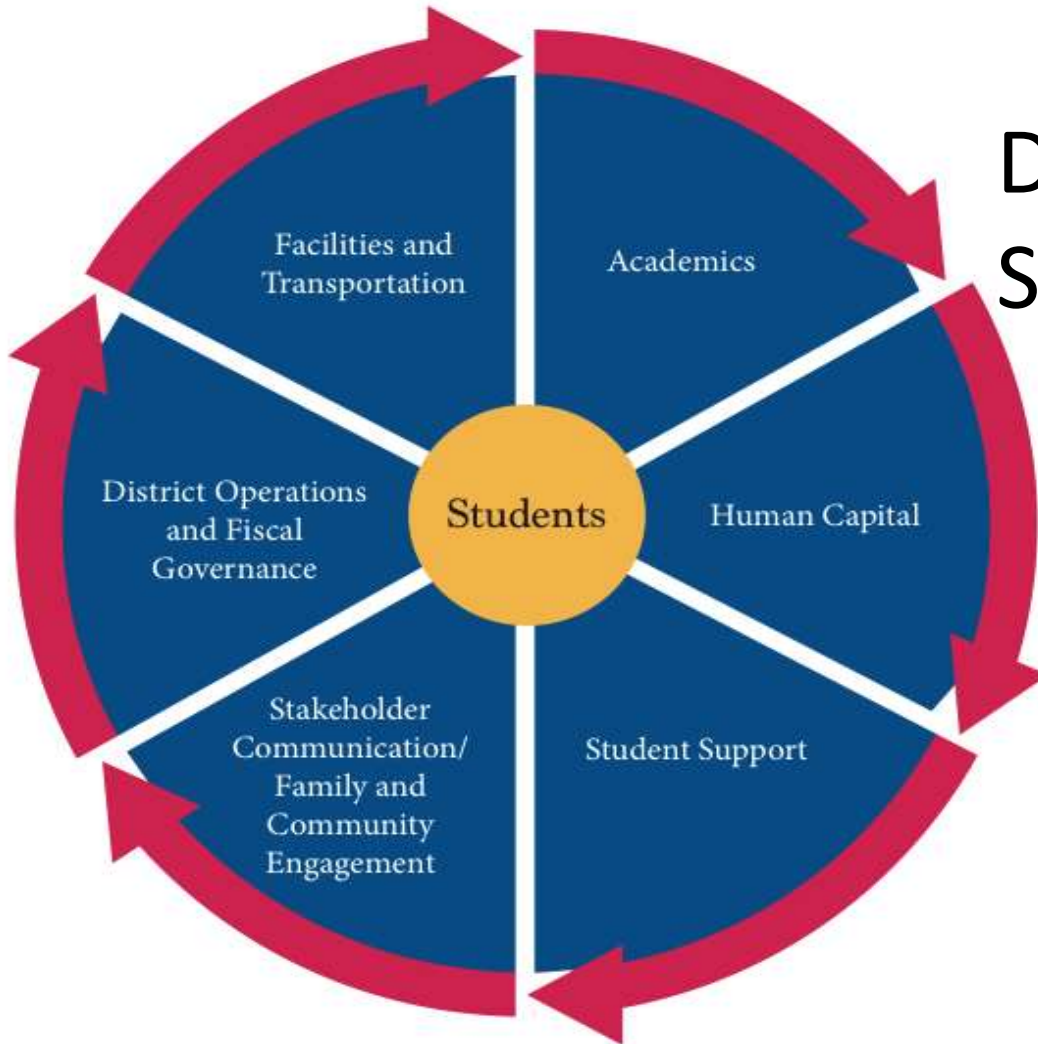 D
S
Facilities and
Transportation
Academics
District Operations
and Fiscal
Governance
Students
Human Capital
Stakeholder
Communication/
Family and
Community
Engagement
Student Support